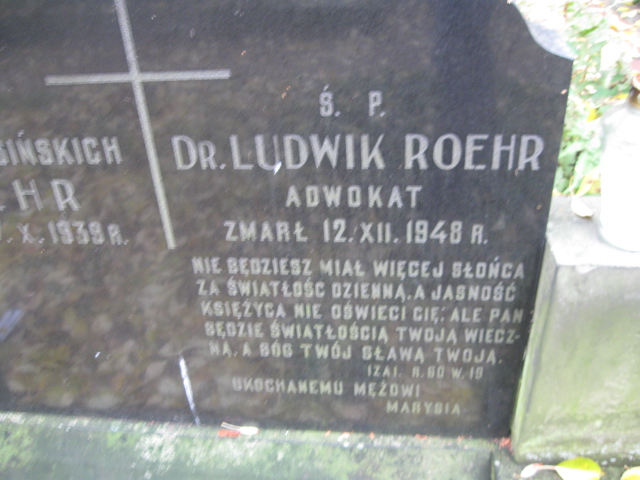 Ś. P.
DR. LUDWIK ROEHR
ADWOKAT
ZMARŁ 12.XII.1948 R.
NIE BĘDZIESZ MIAŁ WIĘCEJ SŁOŃCA
ZA ŚWIATŁOŚĆ DZIENNĄ, A JASNOŚĆ
KSIĘŻYCA NIE OŚWIECI CIĘ: ALE PAN
BĘDZIE ŚWIATŁOŚCIĄ TWOJĄ WIECZ-
NĄ, A BÓG TWÓJ SŁAWĄ TWOJĄ.
IZAJ. R. 60 W. 19
UKOCHANEMU MĘŻOWI
MARYSIA
SIŃSKICH
HR
X. 1939 R.